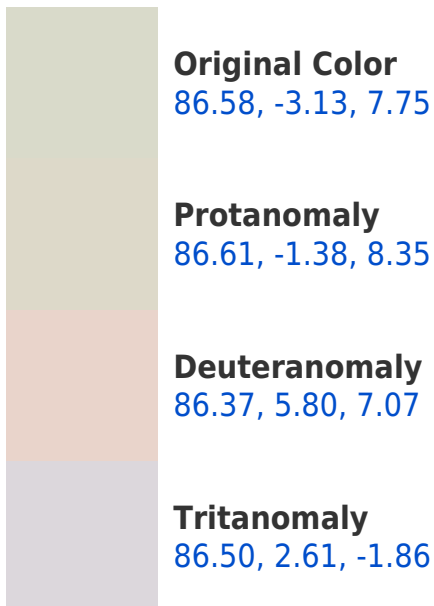 Original Color
86.58, -3.13, 7.75
Protanomaly
86.61, -1.38, 8.35
Deuteranomaly
86.37, 5.80, 7.07
Tritanomaly
86.50, 2.61, -1.86